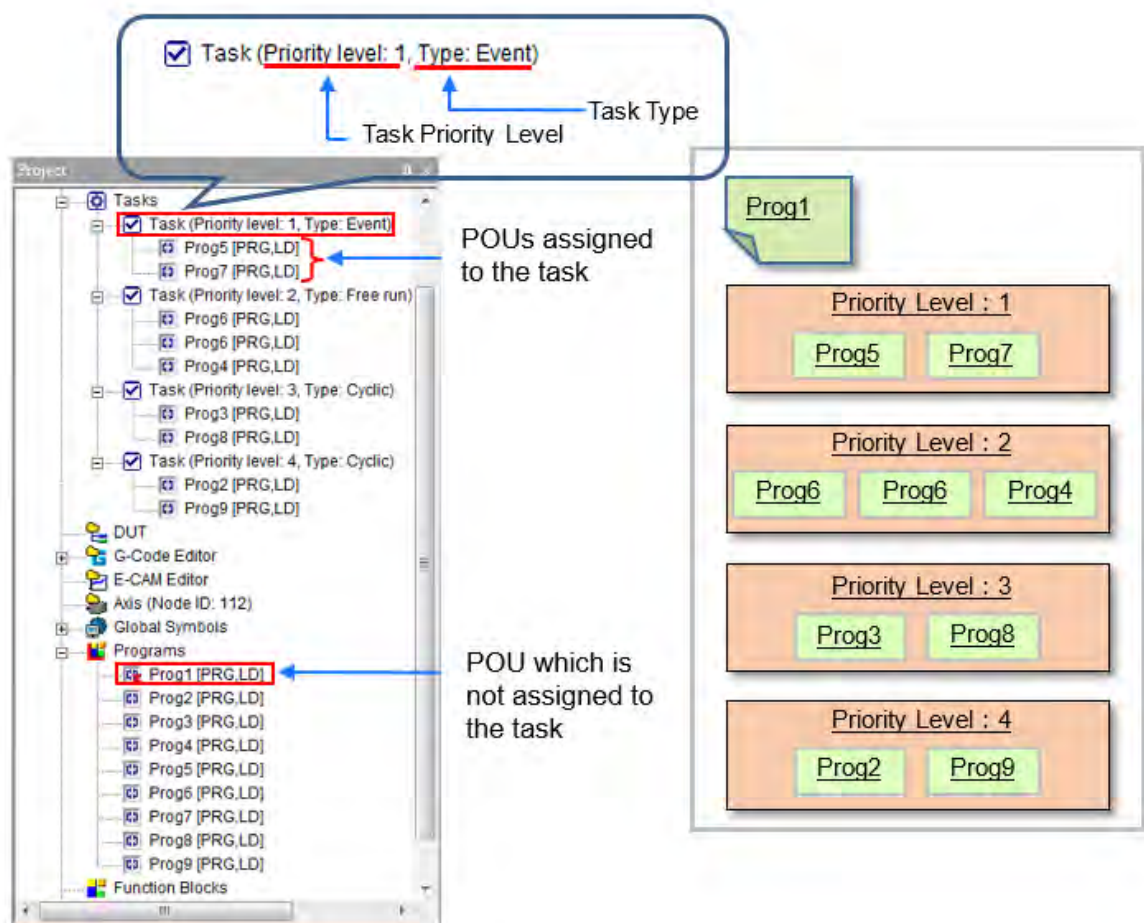 Task (Priority level: 1, Type: Event)
Task Type
Task Priority Level
Project
Tasks
Task (Priority level: 1, Type: Event)
Prog5 [PRG,LD]
Prog7 [PRG,LD]
Task (Priority level: 2, Type: Free run)
Prog6 [PRG,LD]
Prog6 [PRG,LD]
Prog4 [PRG,LD]
Task (Priority level: 3, Type: Cyclic)
Prog3 [PRG,LD]
Prog8 [PRG,LD]
Task (Priority level: 4, Type: Cyclic)
Prog2 [PRG,LD]
Prog9 [PRG,LD]
DUT
G-Code Editor
E-CAM Editor
Axis (Node ID: 112)
Global Symbols
Programs
Prog1 [PRG,LD]
Prog2 [PRG,LD]
Prog3 [PRG,LD]
Prog4 [PRG,LD]
Prog5 [PRG,LD]
Prog6 [PRG,LD]
Prog7 [PRG,LD]
Prog8 [PRG,LD]
Prog9 [PRG,LD]
Function Blocks
POUs assigned
to the task
POU which is
not assigned to
the task
Prog1
Priority Level : 1
Prog5 Prog7
Priority Level : 2
Prog6 Prog6 Prog4
Priority Level : 3
Prog3 Prog8
Priority Level : 4
Prog2 Prog9